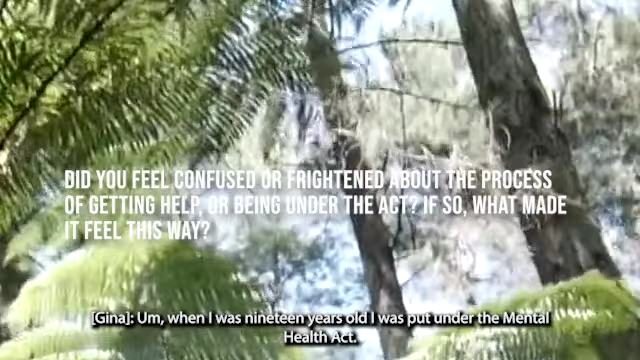 DID YOU FEEL CONFUSED OR FRIGHTENED ABOUT THE PROCESS
OF GETTING HELP, OR BEING UNDER THE ACT? IF SO, WHAT MADE
IT FEEL THIS WAY?
[Gina]: Um, when I was nineteen years old I was put under the Mental
Health Act.